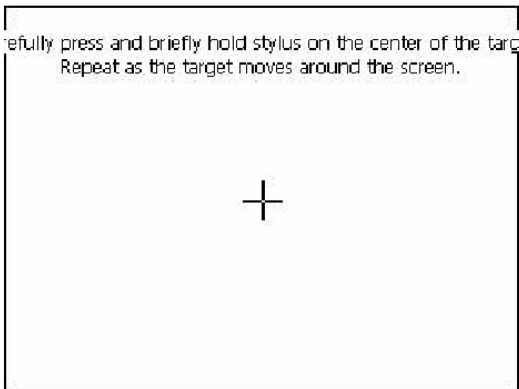 refully press and briefly hold stylus on the center of the targ
Repeat as the target moves around the screen.